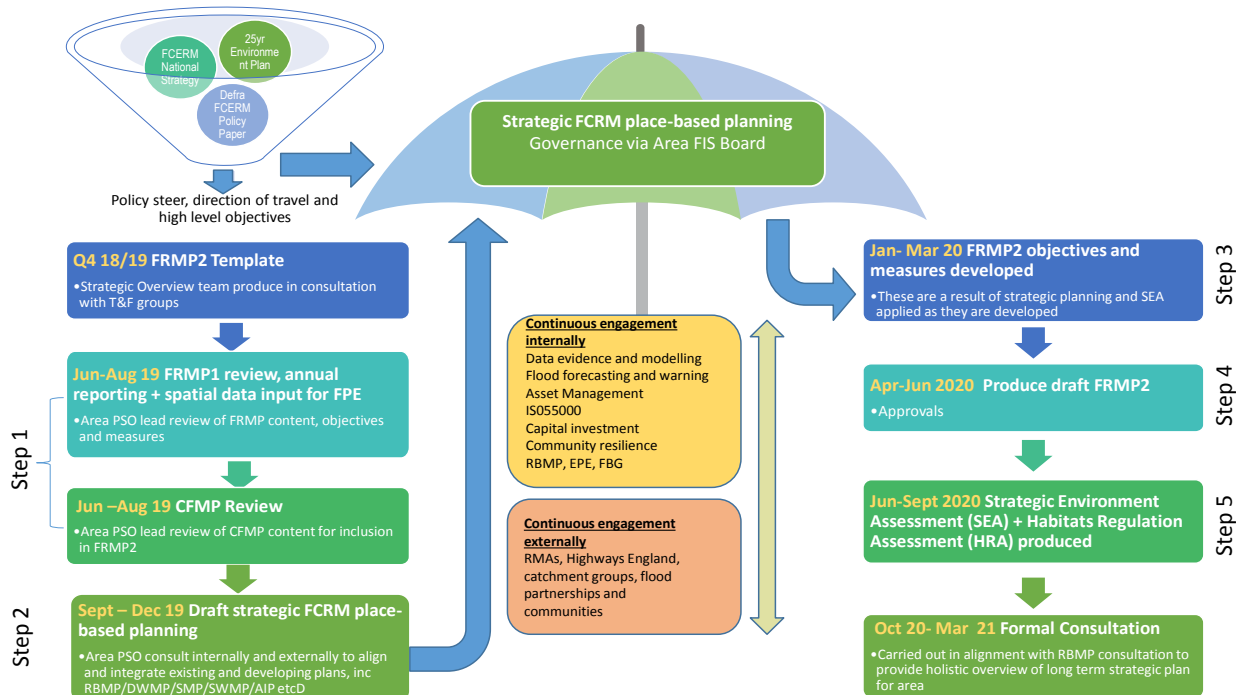 FCERM
National
Strategy
25yr
Environme
nt Plan
Defra
FCERM
Policy
Paper
Policy steer, direction of travel and
high level objectives
Strategic FCRM place-based planning
Governance via Area FIS Board
Q4 18/19 FRMP2 Template
•Strategic Overview team produce in consultation
with T&F groups
Step 1
Jun-Aug 19 FRMP1 review, annual
reporting + spatial data input for FPE
•Area PSO lead review of FRMP content, objectives
and measures
Jun –Aug 19 CFMP Review
•Area PSO lead review of CFMP content for inclusion
in FRMP2
Step 2
Sept – Dec 19 Draft strategic FCRM place-
based planning
•Area PSO consult internally and externally to align
and integrate existing and developing plans, inc
RBMP/DWMP/SMP/SWMP/AIP etcD
Continuous engagement
internally
Data evidence and modelling
Flood forecasting and warning
Asset Management
IS055000
Capital investment
Community resilience
RBMP, EPE, FBG
Continuous engagement
externally
RMAs, Highways England,
catchment groups, flood
partnerships and
communities
Jan- Mar 20 FRMP2 objectives and
measures developed
•These are a result of strategic planning and SEA
applied as they are developed
Step 3
Apr-Jun 2020 Produce draft FRMP2
•Approvals
Step 4
Jun-Sept 2020 Strategic Environment
Assessment (SEA) + Habitats Regulation
Assessment (HRA) produced
Step 5
Oct 20- Mar 21 Formal Consultation
•Carried out in alignment with RBMP consultation to
provide holistic overview of long term strategic plan
for area